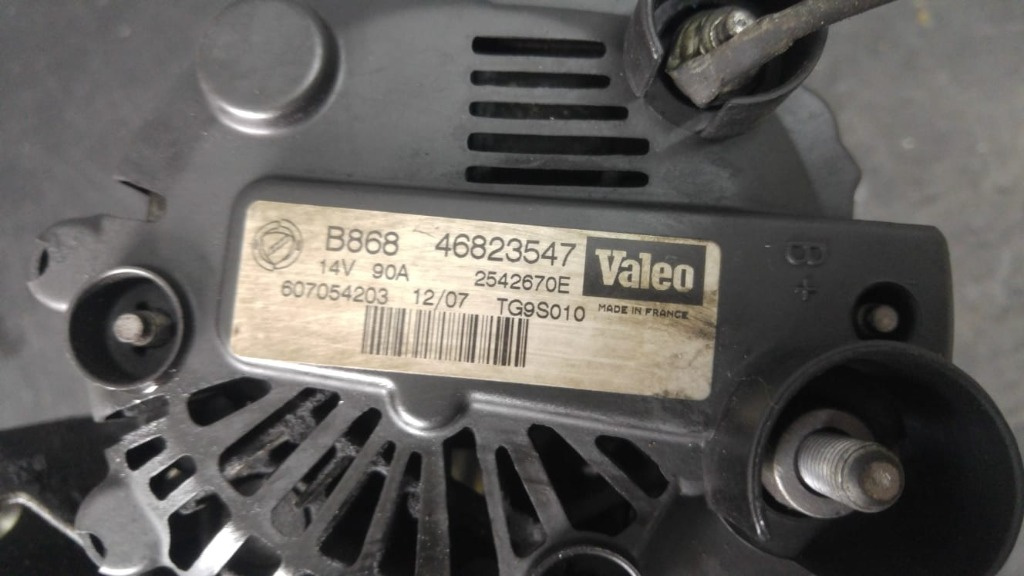 B868 46823547 Valeo
14V 90A 2542670E
607054203 12/07 TG9S010 MADE IN FRANCE
B+